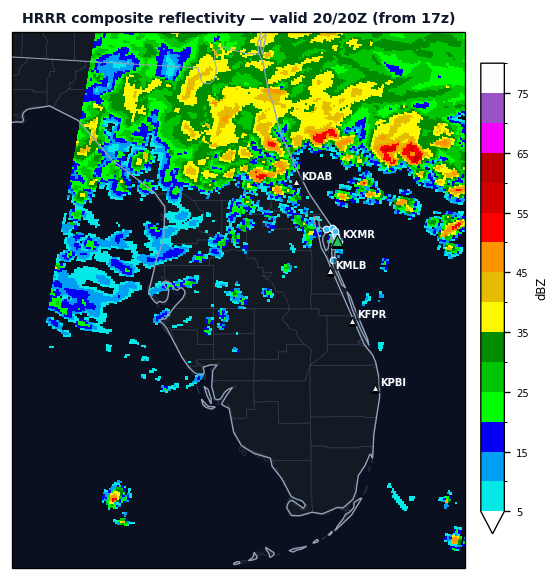 HRRR composite reflectivity — valid 20/20Z (from 17z)
KDAB
KXMR
KMLB
KFPR
KPBI
75
65
55
45
35
25
15
5
dBZ